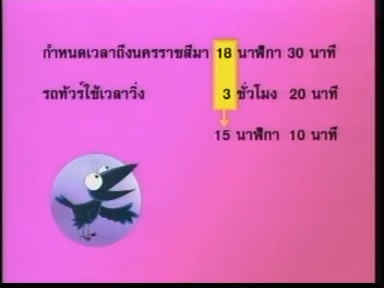 กำหนดเวลาถึงนครราชสีมา 18 นาฬิกา 30 นาที
รถทัวร์ใช้เวลาวิ่ง 3 ชั่วโมง 20 นาที
15 นาฬิกา 10 นาที